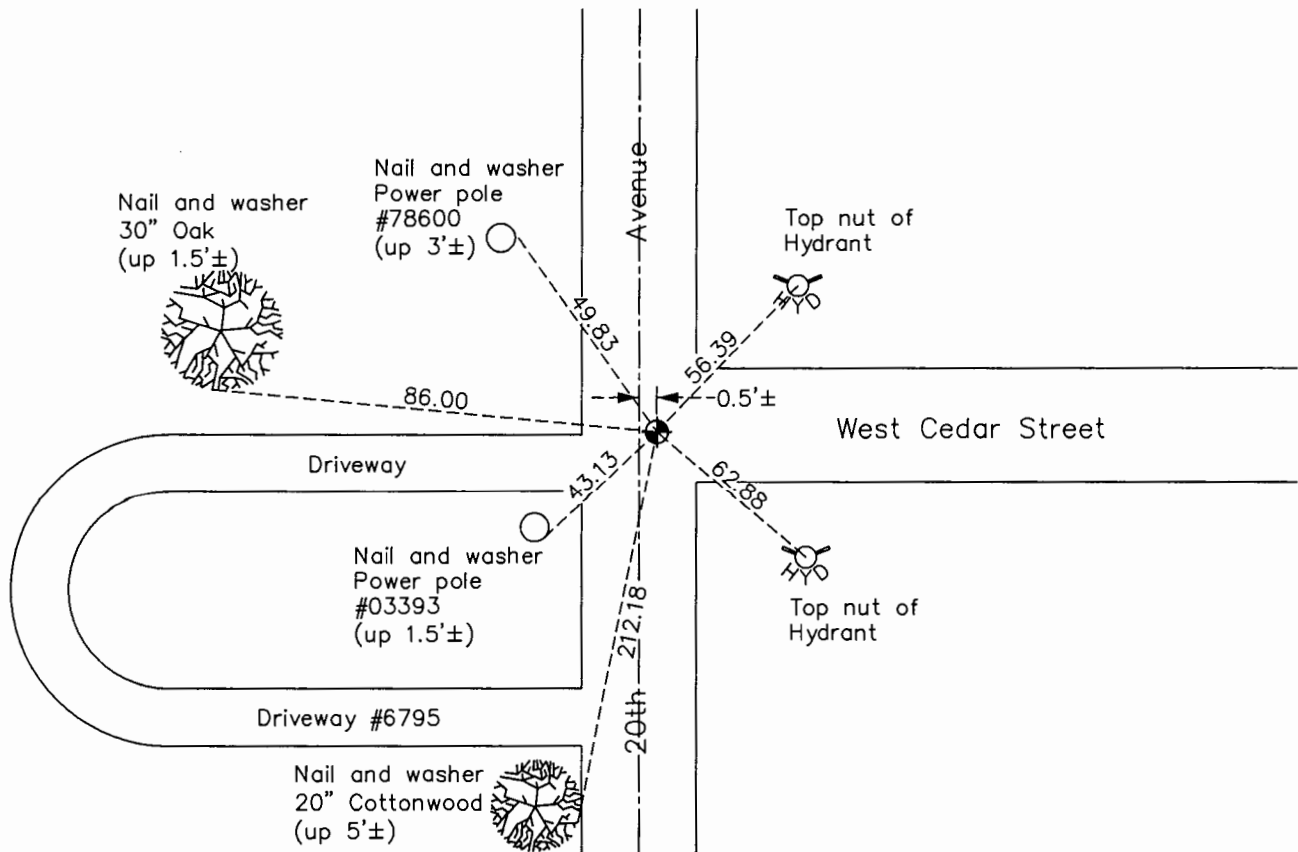 Nail and washer
Power pole
#78600
(up 3'±)
Nail and washer
30" Oak
(up 1.5'±)
Avenue
Top nut of
Hydrant
HYD
49.83
56.39
86.00
0.5'±
West Cedar Street
Driveway
43.13
62.88
Nail and washer
Power pole
#03393
(up 1.5'±)
HYD
Top nut of
Hydrant
212.18
20th
Driveway #6795
Nail and washer
20" Cottonwood
(up 5'±)